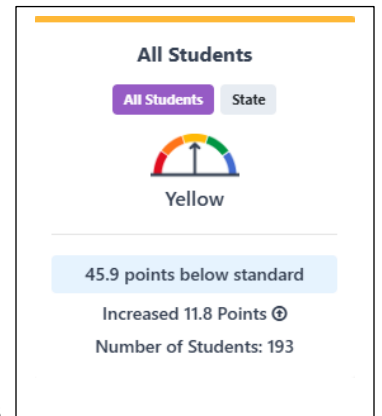 All Students
All Students State
Yellow
45.9 points below standard
Increased 11.8 Points
Number of Students: 193